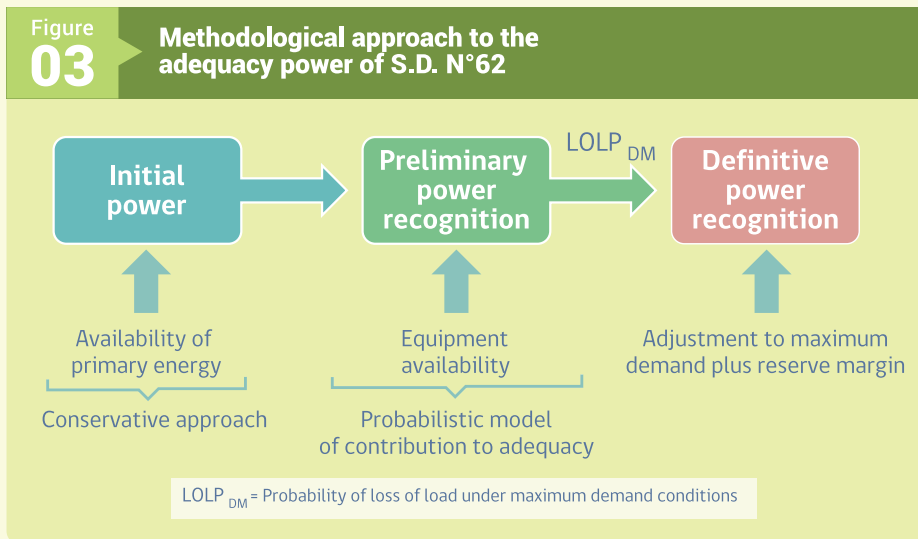 Figure
03
Methodological approach to the
adequacy power of S.D. N°62
Initial
power
Preliminary
power
recognition
LOLP DM
Definitive
power
recognition
Availability of
primary energy
Conservative approach
Equipment
availability
Probabilistic model
of contribution to adequacy
Adjustment to maximum
demand plus reserve margin
LOLP DM = Probability of loss of load under maximum demand conditions